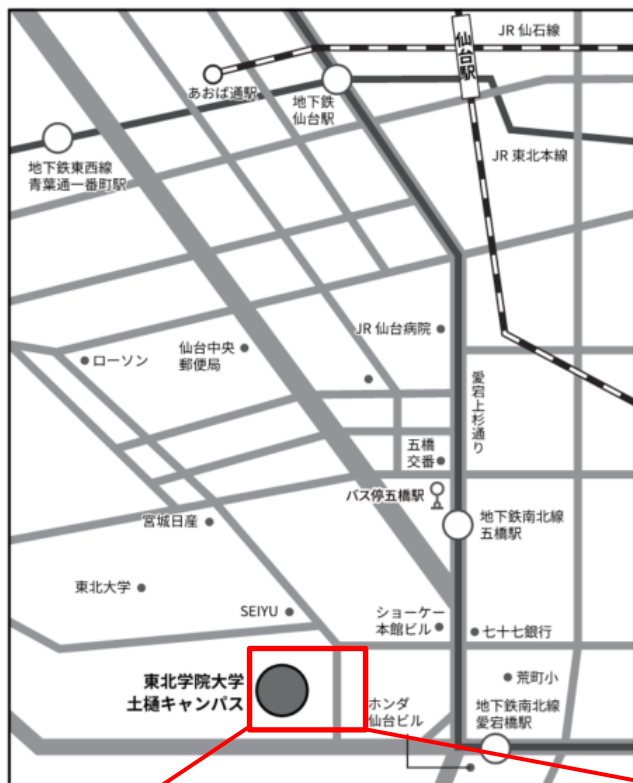 JR 仙石線
仙台駅
あおば通駅
地下鉄
仙台駅
JR 東北本線
地下鉄東西線
青葉通一番町駅
JR 仙台病院
仙台中央
郵便局
ローソン
愛宕上杉通り
五橋
交番
バス停五橋駅
地下鉄南北線
五橋駅
宮城日産
東北大学
SEIYU
ショーケー
本館ビル
七十七銀行
東北学院大学
土樋キャンパス
荒町小
ホンダ
仙台ビル
地下鉄南北線
愛宕橋駅